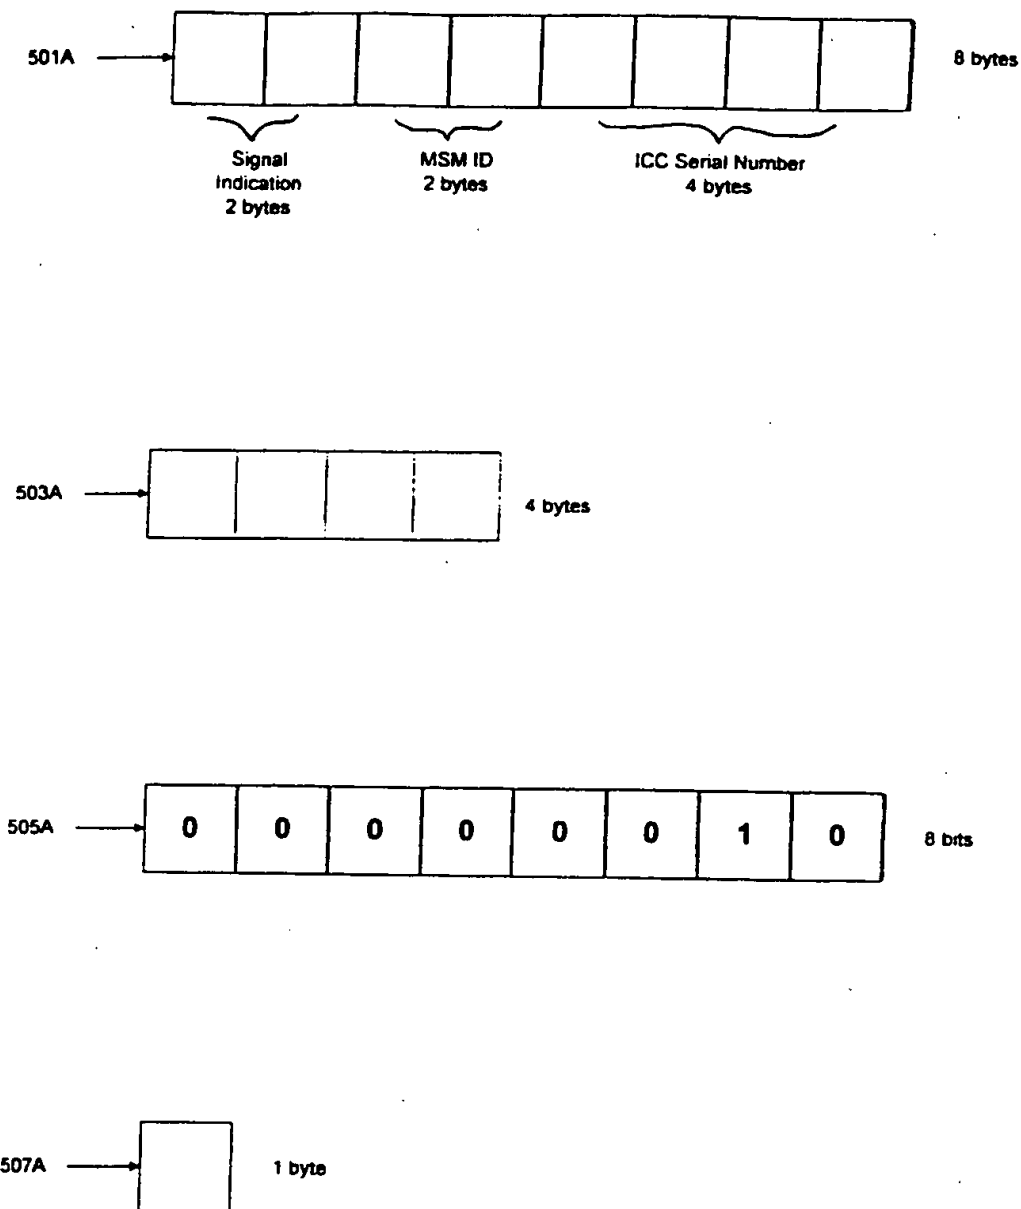 501A
8 bytes
Signal
Indication
2 bytes
MSM ID
2 bytes
ICC Serial Number
4 bytes
503A
4 bytes
505A
0 0 0 0 0 0 1 0
8 bits
507A
1 byte